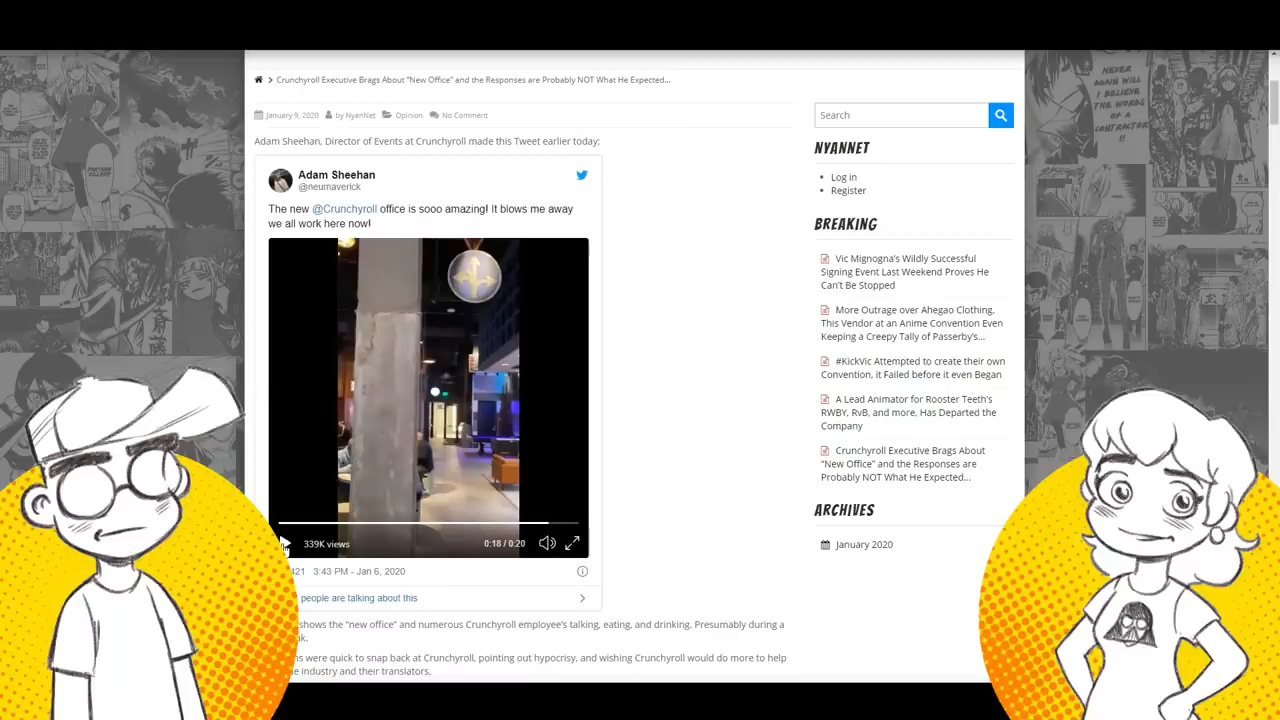 Crunchyroll Executive Brags About “New Office” and the Responses are Probably NOT What He Expected...
January 9, 2020 by NyanNet Opinion No Comment
Adam Sheehan, Director of Events at Crunchyroll made this Tweet earlier today;
Adam Sheehan
@neumaverick
The new @Crunchyroll office is sooo amazing! It blows me away
we all work here now!
339K views 0:18 / 0:20
421 3:43 PM - Jan 6, 2020
people are talking about this
shows the “new office” and numerous Crunchyroll employee’s talking, eating, and drinking. Presumably during a
were quick to snap back at Crunchyroll, pointing out hypocrisy, and wishing Crunchyroll would do more to help
industry and their translators.
Search
NYANNET
Log in
Register
BREAKING
Vic Mignogna’s Wildly Successful
Signing Event Last Weekend Proves He
Can’t Be Stopped
More Outrage over Ahegao Clothing,
This Vendor at an Anime Convention Even
Keeping a Creepy Tally of Passerby’s...
#KickVic Attempted to create their own
Convention, it Failed before it even Began
A Lead Animator for Rooster Teeth’s
RWBY, RvB, and more, Has Departed the
Company
Crunchyroll Executive Brags About
“New Office” and the Responses are
Probably NOT What He Expected...
ARCHIVES
January 2020
NEVER
AGAIN WILL
I BELIEVE
THE WORDS
OF A
CONTRACTOR!!